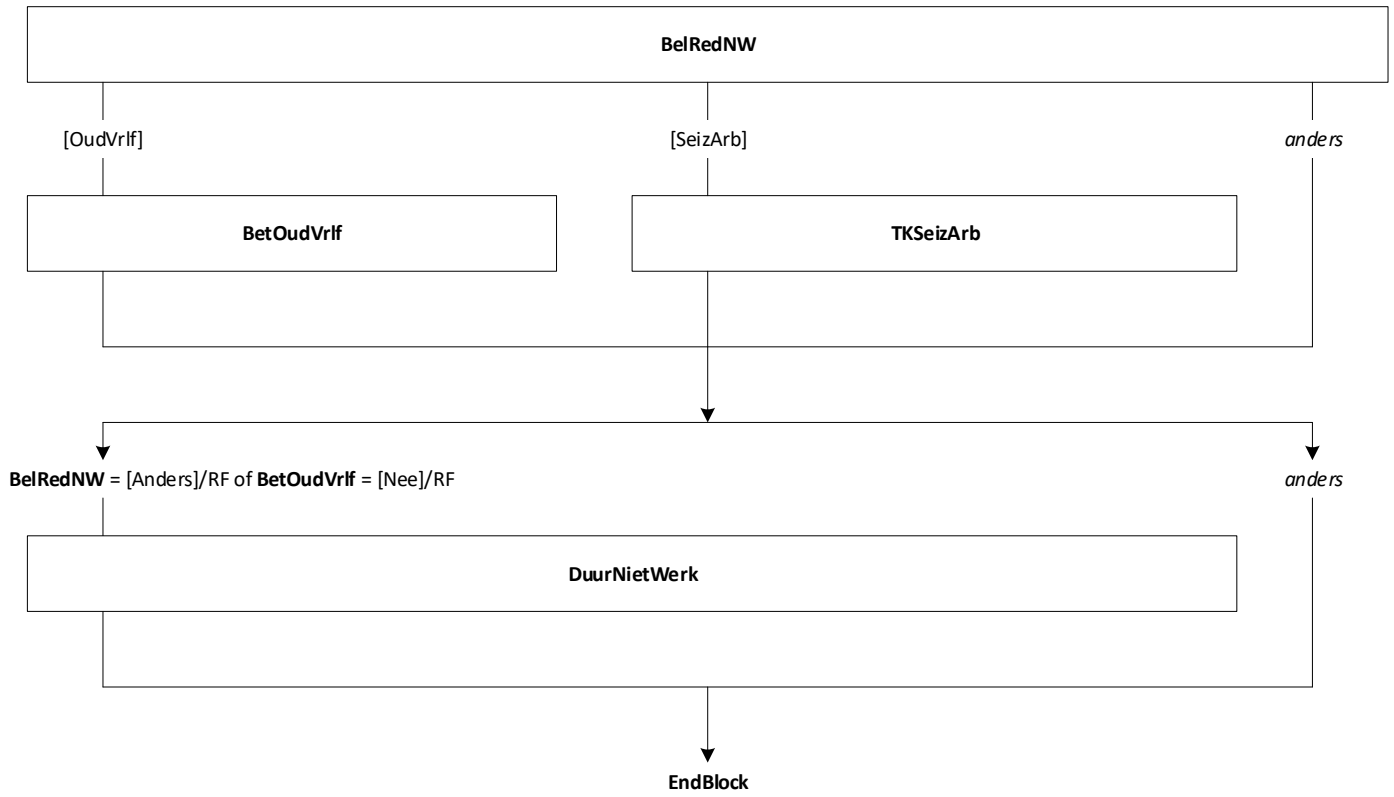 BelRedNW
[OudVrlf]
[SeizArb]
anders
BetOudVrlf
TKSeizArb
BelRedNW = [Anders]/RF of BetOudVrlf = [Nee]/RF
anders
DuurNietWerk
EndBlock